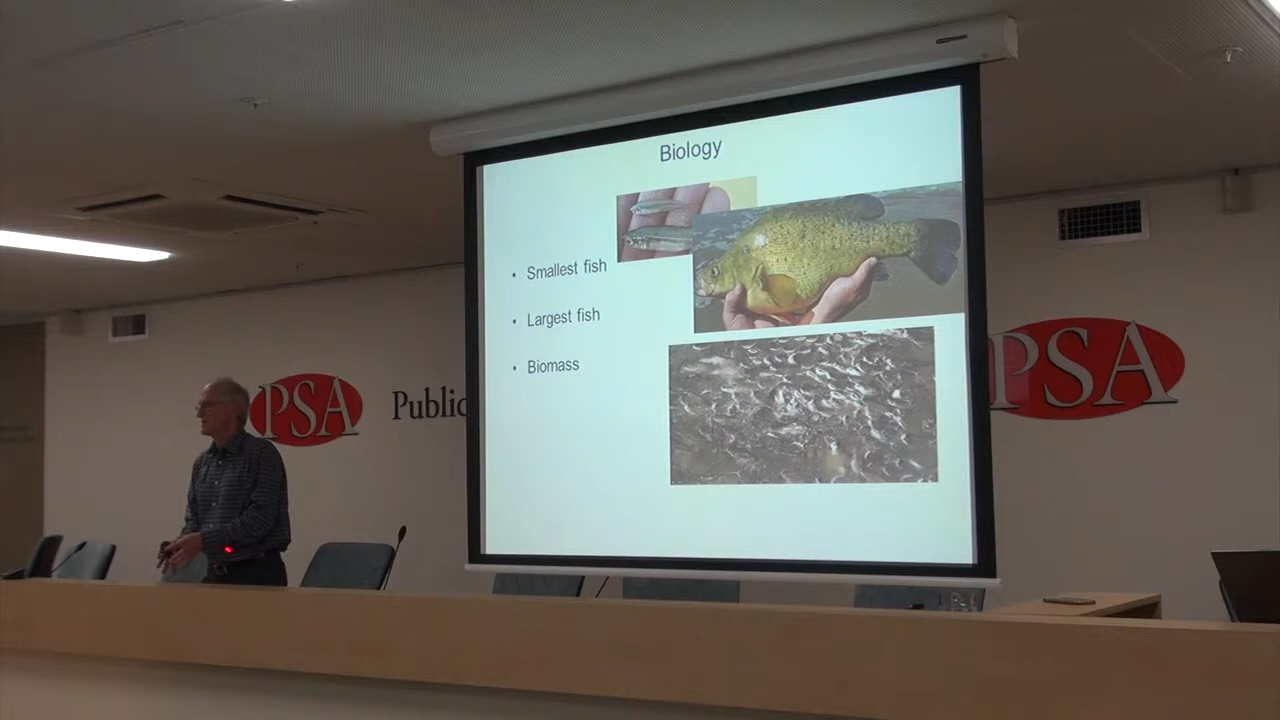 Biology
• Smallest fish
• Largest fish
• Biomass
PSA
Public
PSA